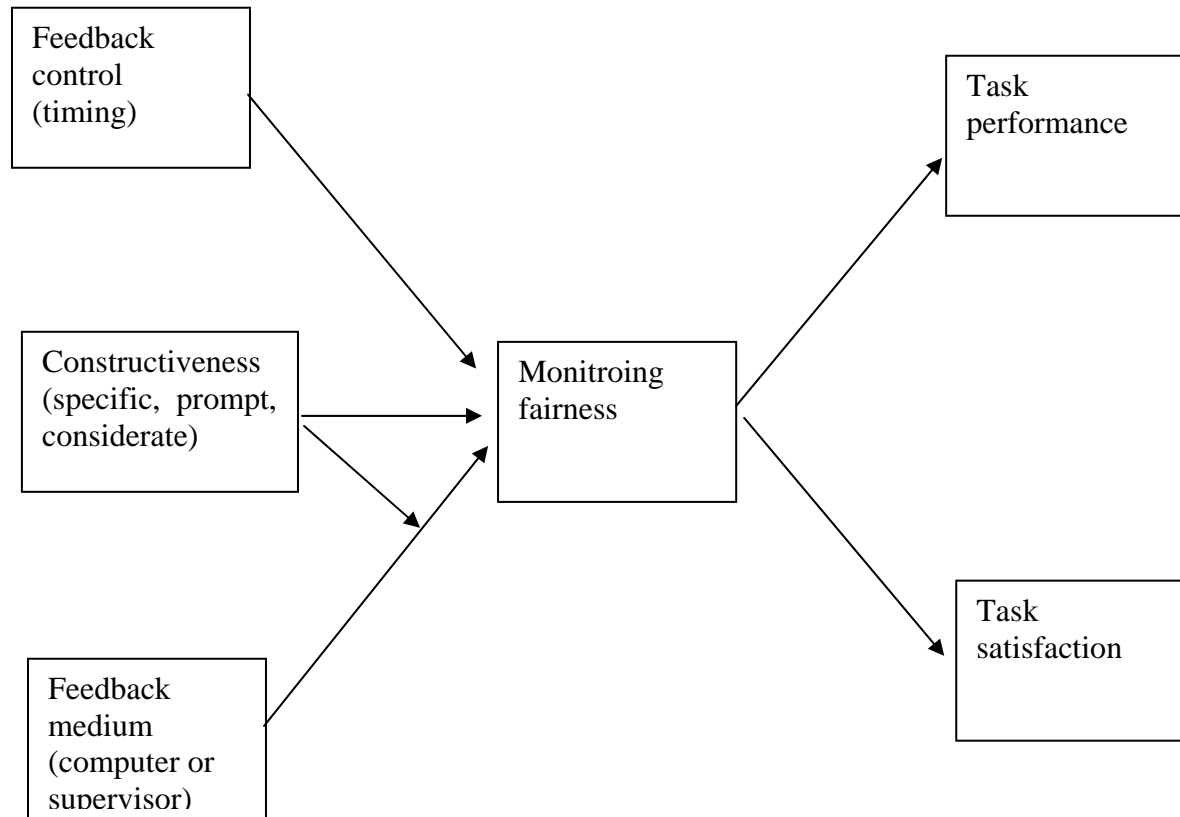 Feedback
control
(timing)
Task
performance
Constructiveness
(specific, prompt,
considerate)
Monitroing
fairness
Task
satisfaction
Feedback
medium
(computer or
supervisor)